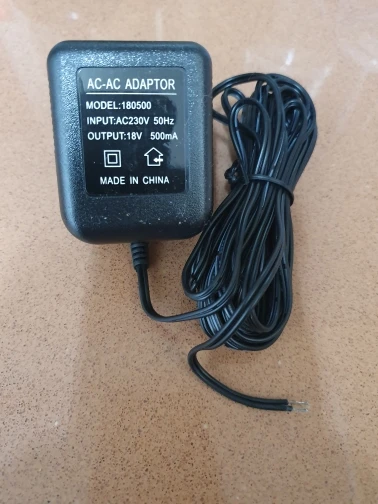 AC-AC ADAPTOR
MODEL:180500
INPUT:AC230V 50Hz
OUTPUT:18V 500mA
MADE IN CHINA